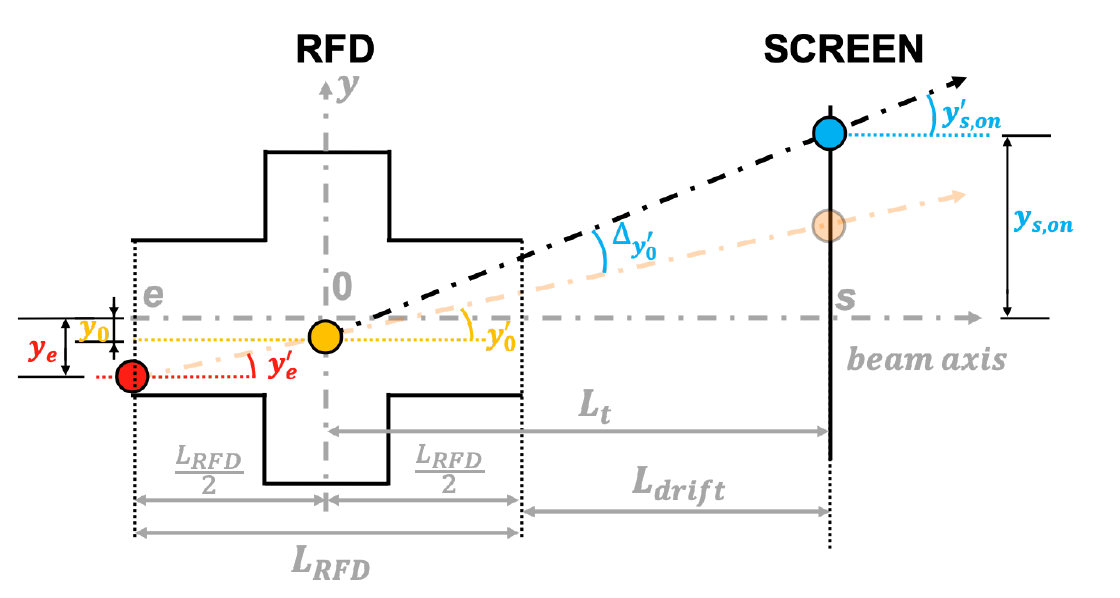 RFD
SCREEN
y
y′s,on
Δy′0
ys,on
e
0
s
y0
y′0
ye
y′e
beam axis
Lt
LRFD/2
LRFD/2
Ldrift
LRFD